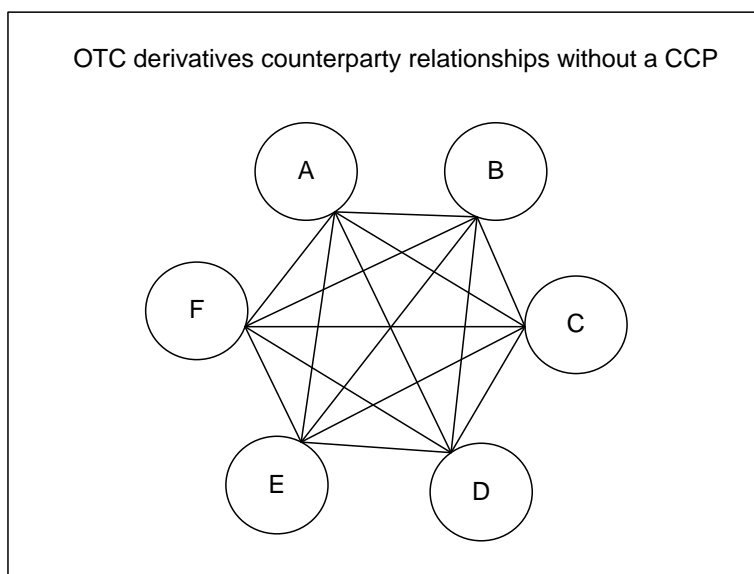 OTC derivatives counterparty relationships without a CCP
A
B
F
C
E
D